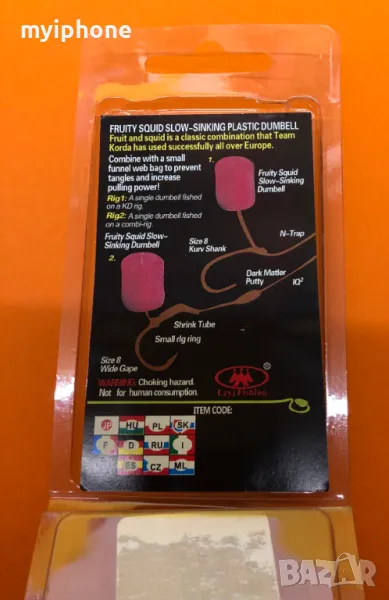 myiphone
FRUITY SQUID SLOW-SINKING PLASTIC DUMBELL
Fruit and squid is a classic combination that Team
Korda has used successfully all over Europe.
Combine with a small
funnel web bag to prevent
tangles and increase
pulling power!
Rig1: A single dumbell fished
on a KD rig.
Rig2: A single dumbell fished
on a combi-rig.
1.
Fruity Squid
Slow-Sinking
Dumbell
Fruity Squid Slow-
Sinking Dumbell
2.
Size 8
Kurv Shank
N-Trap
Dark Matler
Putty
IQ²
Shrink Tube
Small rig ring
Size 8
Wide Gape
WARNING: Choking hazard.
Not for human consumption.
ITEM CODE:
JP HU PL SK
F D RU I
ES CZ ML
BAZAR